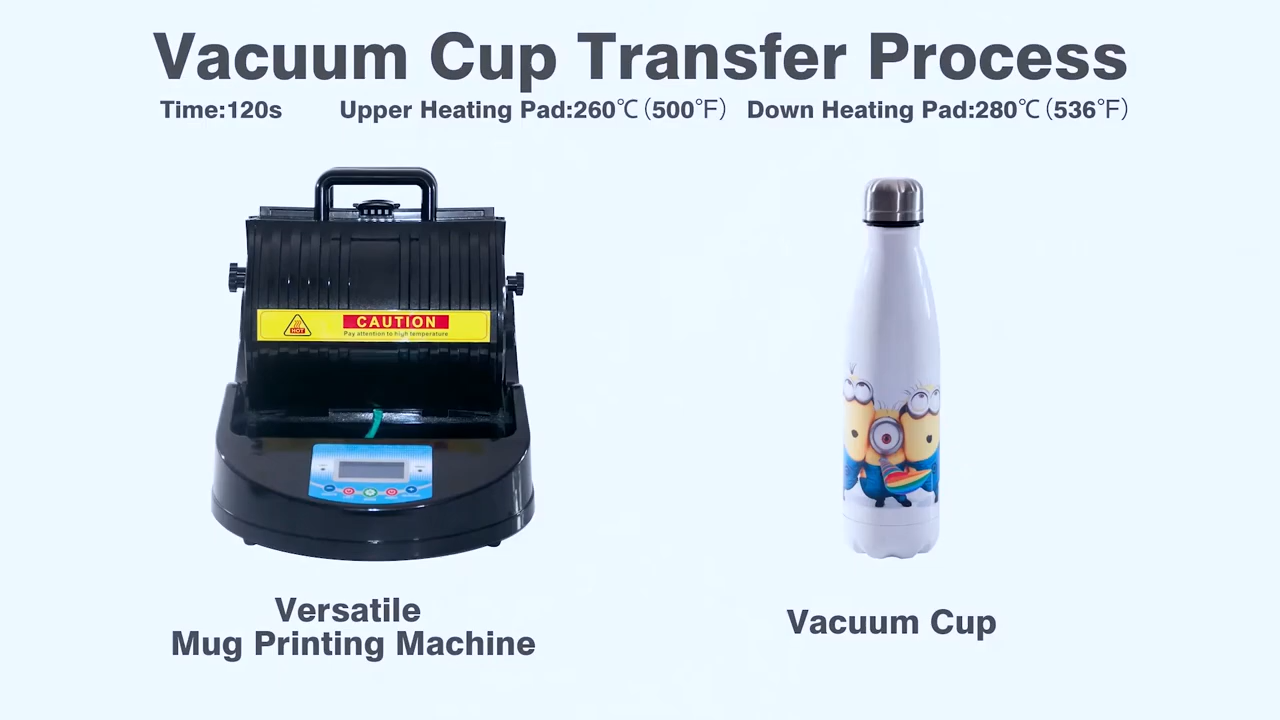 Vacuum Cup Transfer Process
Time:120s Upper Heating Pad:260℃(500℉) Down Heating Pad:280℃(536℉)
CAUTION
HOT
Pay attention to high temperature
Versatile
Mug Printing Machine
Vacuum Cup